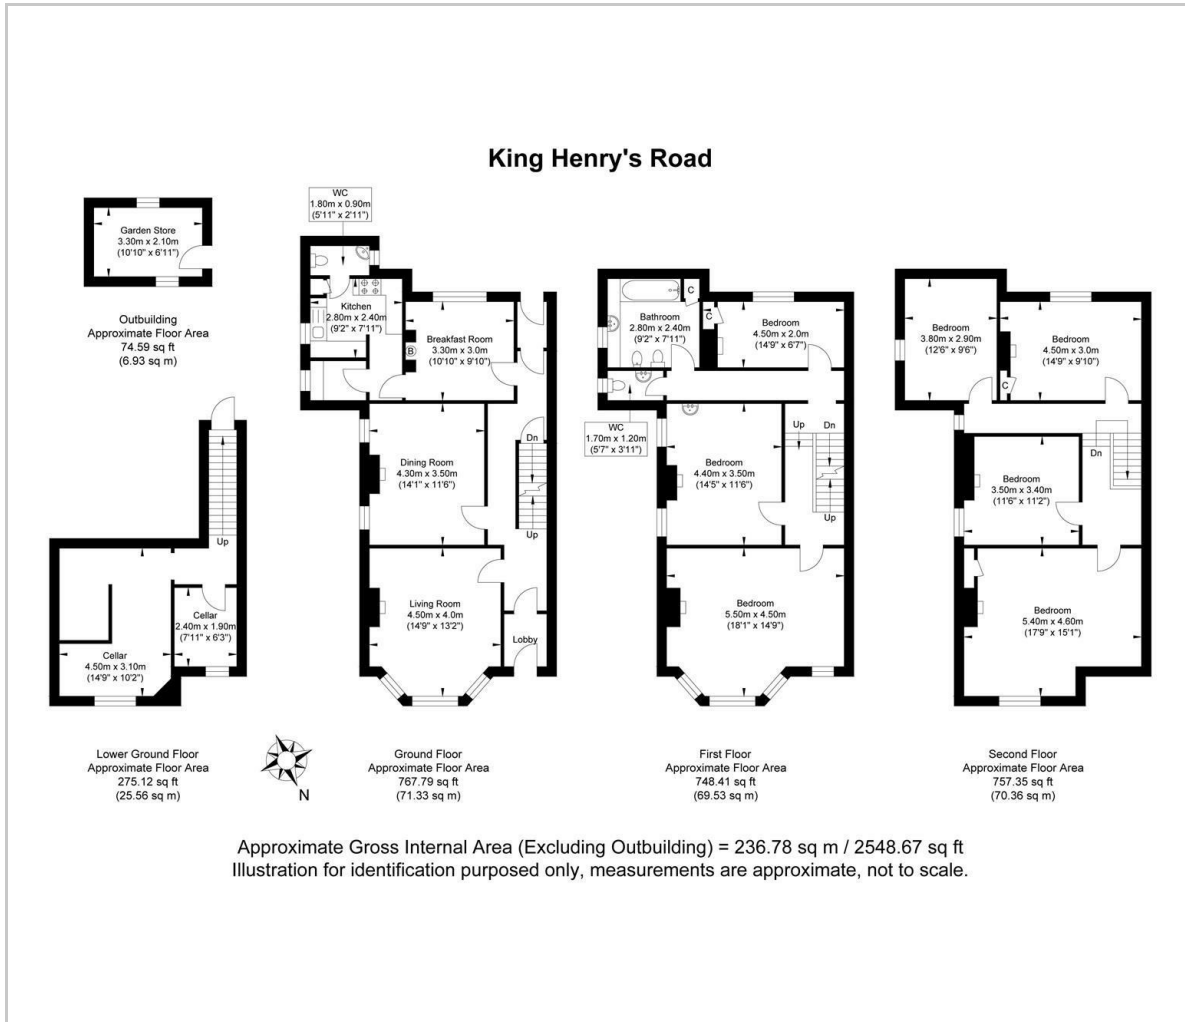 King Henry's Road
Garden Store
3.30m x 2.10m
(10'10" x 6'11")
Outbuilding
Approximate Floor Area
74.59 sq ft
(6.93 sq m)
Up
Cellar
2.40m x 1.90m
(7'11" x 6'3")
Cellar
4.50m x 3.10m
(14'9" x 10'2")
Lower Ground Floor
Approximate Floor Area
275.12 sq ft
(25.56 sq m)
WC
1.80m x 0.90m
(5'11" x 2'11")
Kitchen
2.80m x 2.40m
(9'2" x 7'11")
Breakfast Room
3.30m x 3.0m
(10'10" x 9'10")
B
Dining Room
4.30m x 3.50m
(14'1" x 11'6")
Dn
Up
Living Room
4.50m x 4.0m
(14'9" x 13'2")
Lobby
N
Ground Floor
Approximate Floor Area
767.79 sq ft
(71.33 sq m)
C
C
Bathroom
2.80m x 2.40m
(9'2" x 7'11")
Bedroom
4.50m x 2.0m
(14'9" x 6'7")
WC
1.70m x 1.20m
(5'7" x 3'11")
Up
Dn
Bedroom
4.40m x 3.50m
(14'5" x 11'6")
Up
Bedroom
5.50m x 4.50m
(18'1" x 14'9")
First Floor
Approximate Floor Area
748.41 sq ft
(69.53 sq m)
Bedroom
3.80m x 2.90m
(12'6" x 9'6")
Bedroom
4.50m x 3.0m
(14'9" x 9'10")
C
Dn
Bedroom
3.50m x 3.40m
(11'6" x 11'2")
Bedroom
5.40m x 4.60m
(17'9" x 15'1")
Second Floor
Approximate Floor Area
757.35 sq ft
(70.36 sq m)
Approximate Gross Internal Area (Excluding Outbuilding) = 236.78 sq m / 2548.67 sq ft
Illustration for identification purposed only, measurements are approximate, not to scale.